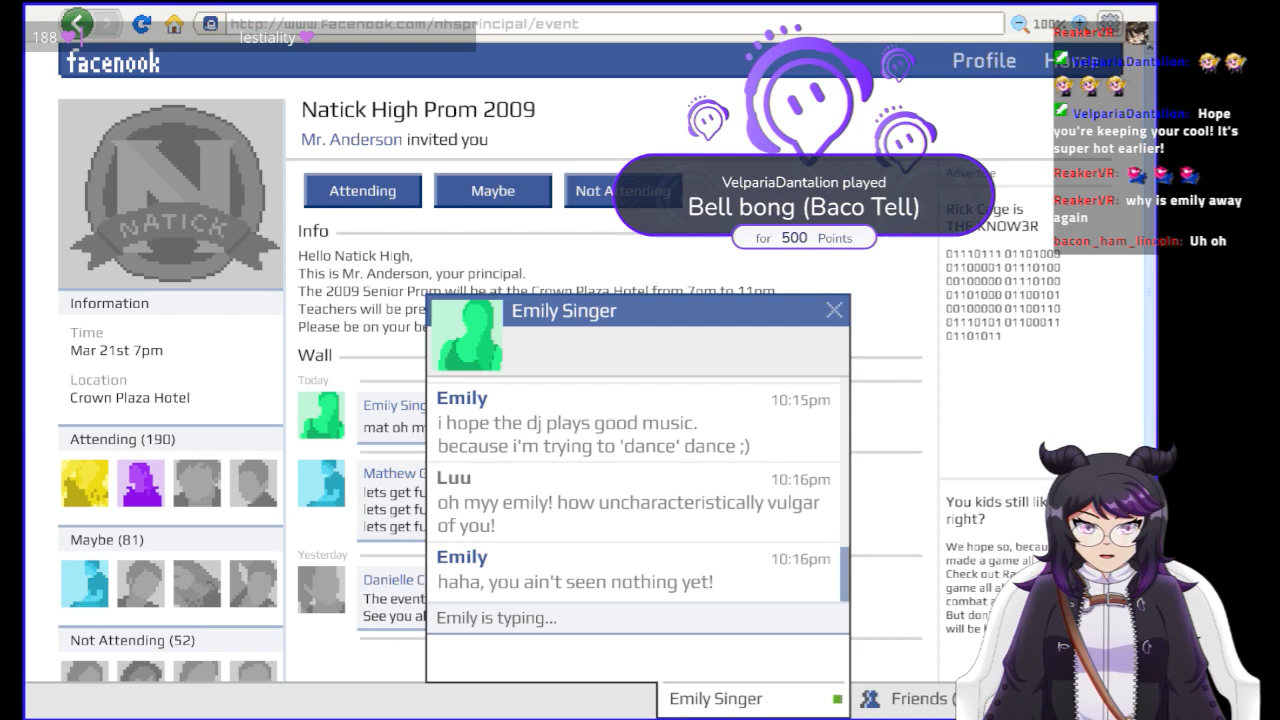 http://www.Facenook.com/nhsprincipal/event
100%
188
lestiality
facenook
Profile
Natick High Prom 2009
Mr. Anderson invited you
Attending
Maybe
Not Attending
VelpariaDantalion played
Bell bong (Baco Tell)
for 500 Points
Info
Hello Natick High,
This is Mr. Anderson, your principal.
The 2009 Senior Prom will be at the Crown Plaza Hotel from 7pm to 11pm
Teachers will be pre
Please be on your be
Wall
Today
Emily Sing
mat oh m
Mathew G
lets get fu
lets get fu
lets get fu
Yesterday
Danielle C
The event
See you al
N
NATICK
Information
Time
Mar 21st 7pm
Location
Crown Plaza Hotel
Attending (190)
Maybe (81)
Not Attending (52)
Emily Singer
Emily 10:15pm
i hope the dj plays good music.
because i'm trying to 'dance' dance ;)
Luu 10:16pm
oh myy emily! how uncharacteristically vulgar
of you!
Emily 10:16pm
haha, you ain't seen nothing yet!
Emily is typing...
Emily Singer
Friends (
Advertise
Rick Cage is
THE KNOW3R
01110111 01101000
01100001 01110100
00100000 01110100
01101000 01100101
00100000 01100110
01110101 01100011
01101011
You kids still lik
right?
We hope so, becau
made a game all
Check out Ra
game all a
combat a
But don
will be
ReakerVR:
VelpariaDantalion:
VelpariaDantalion: Hope
you're keeping your cool! It's
super hot earlier!
ReakerVR:
ReakerVR: why is emily away
again
bacon_ham_lincoln: Uh oh